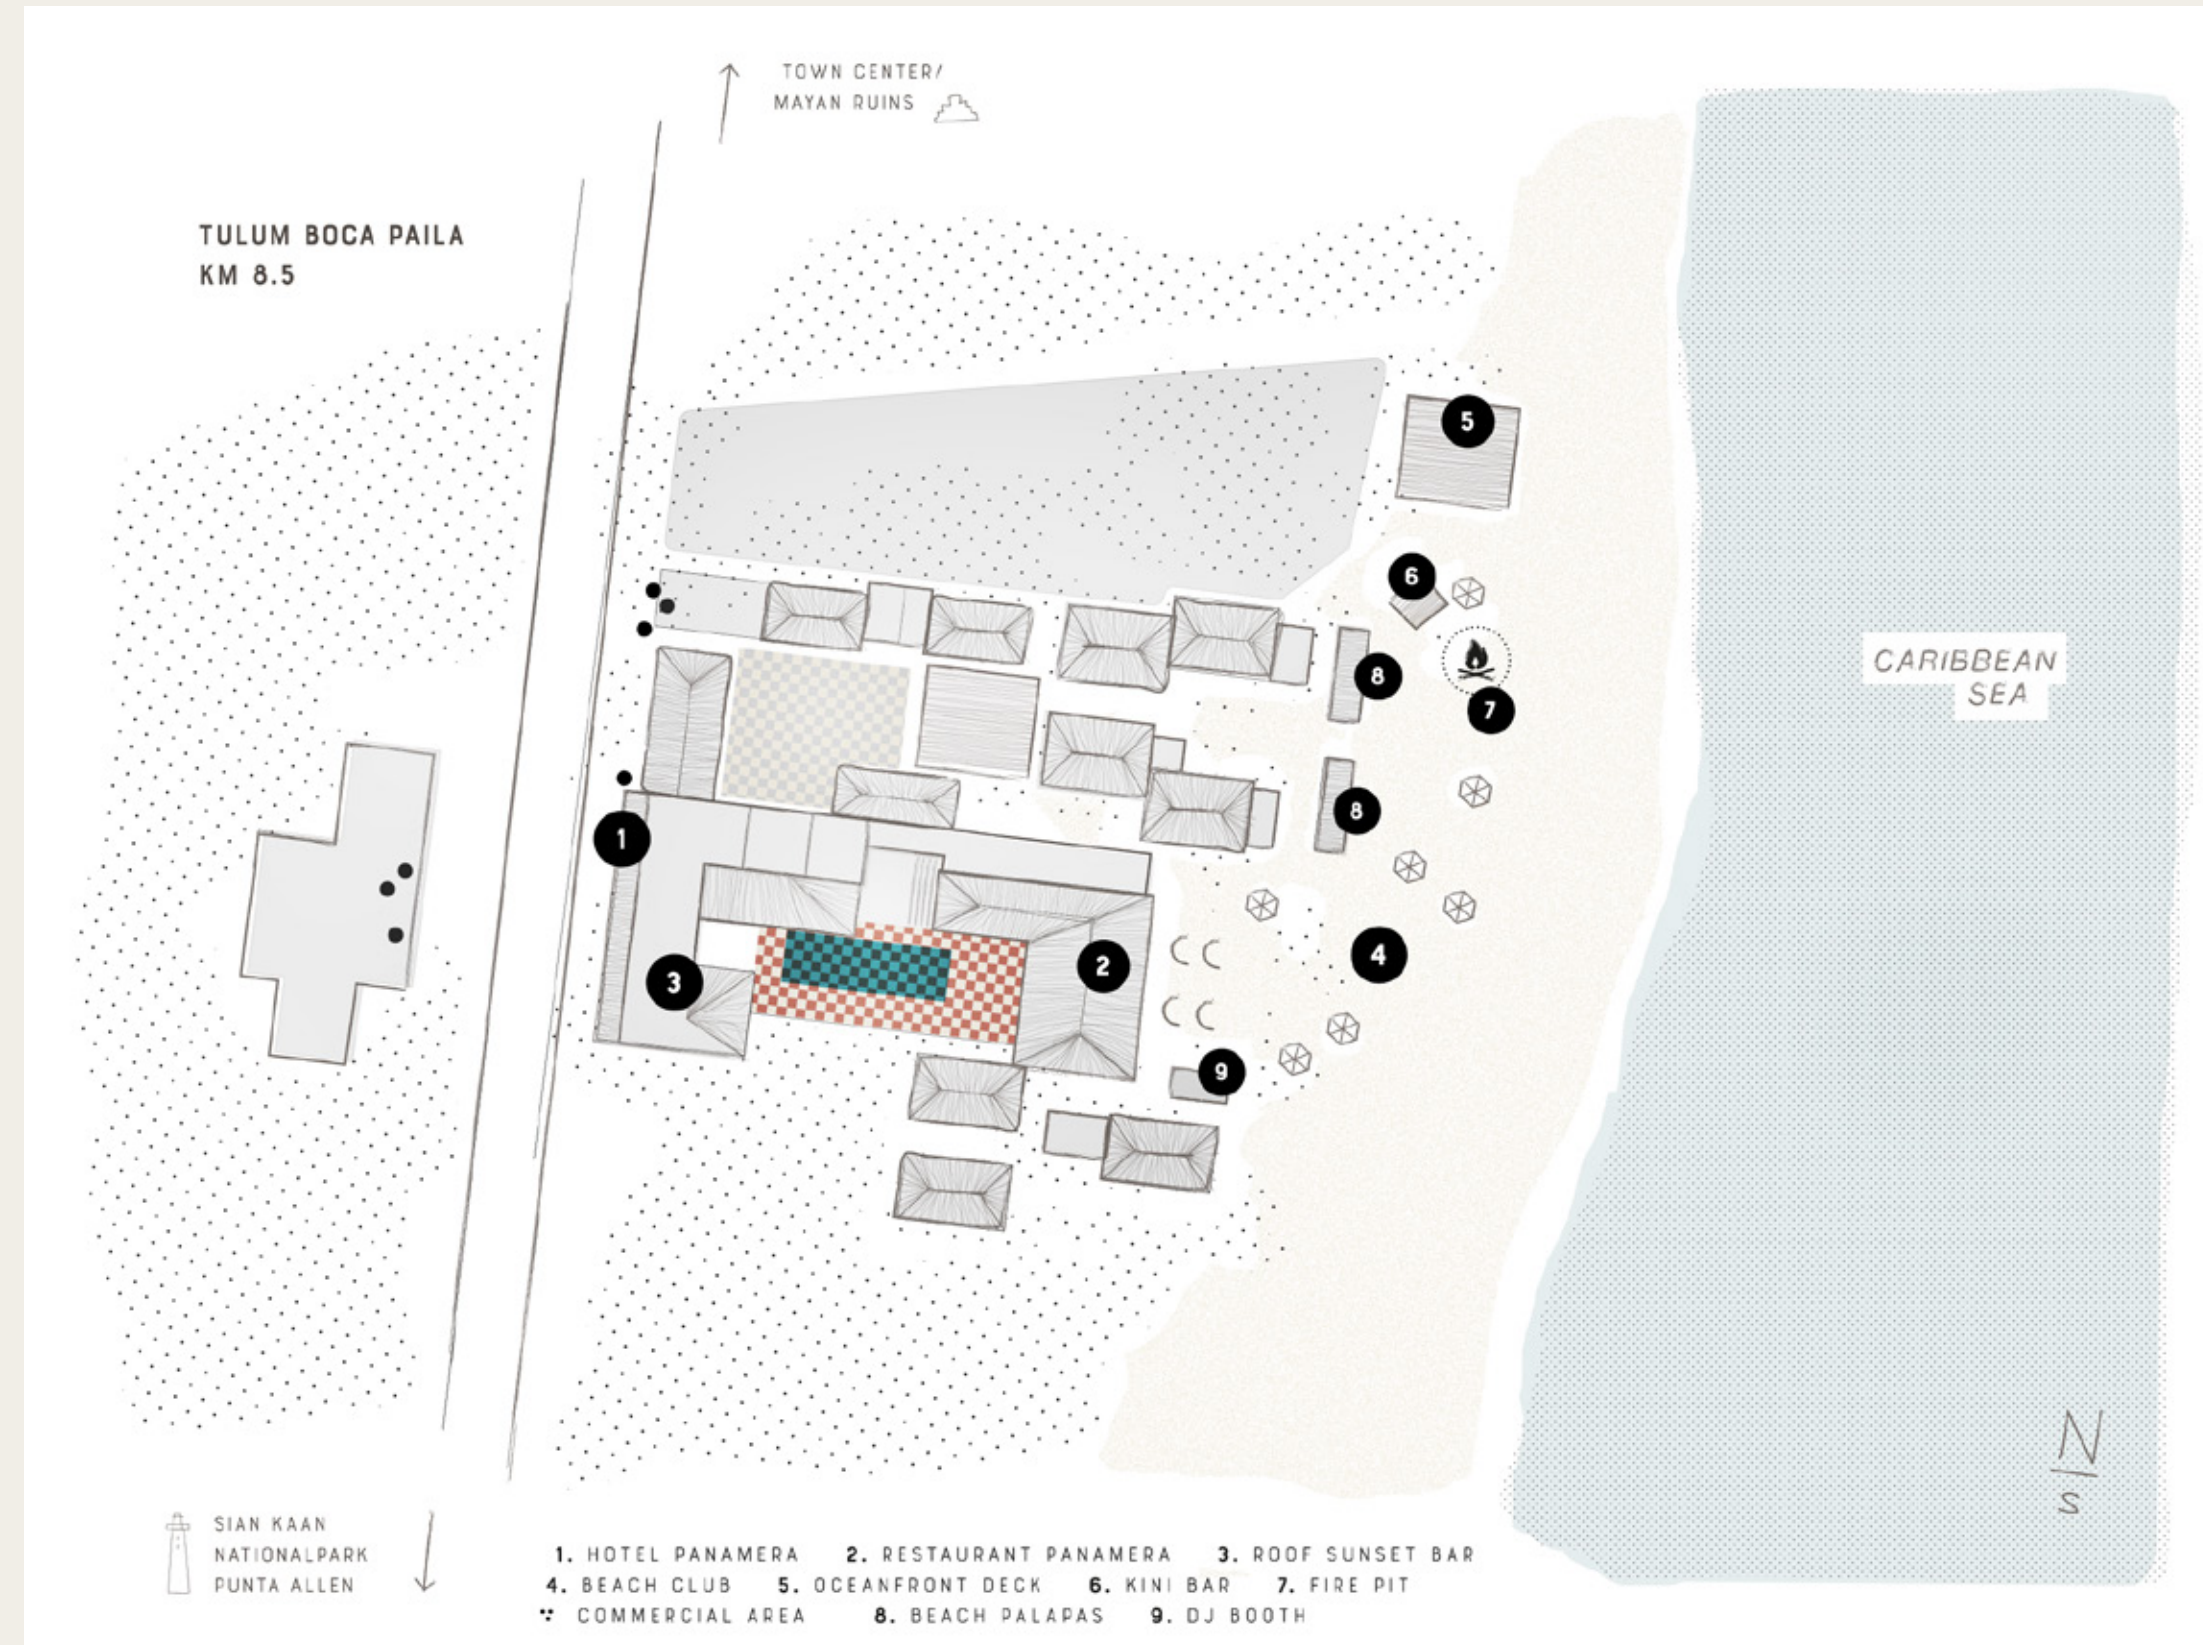 TOWN CENTER/
MAYAN RUINS
TULUM BOCA PAILA
KM 8.5
5
6
8
7
CARIBBEAN
SEA
8
1
4
2
3
9
N
S
SIAN KAAN
NATIONALPARK
PUNTA ALLEN
1. HOTEL PANAMERA 2. RESTAURANT PANAMERA 3. ROOF SUNSET BAR
4. BEACH CLUB 5. OCEANFRONT DECK 6. KINI BAR 7. FIRE PIT
COMMERCIAL AREA 8. BEACH PALAPAS 9. DJ BOOTH